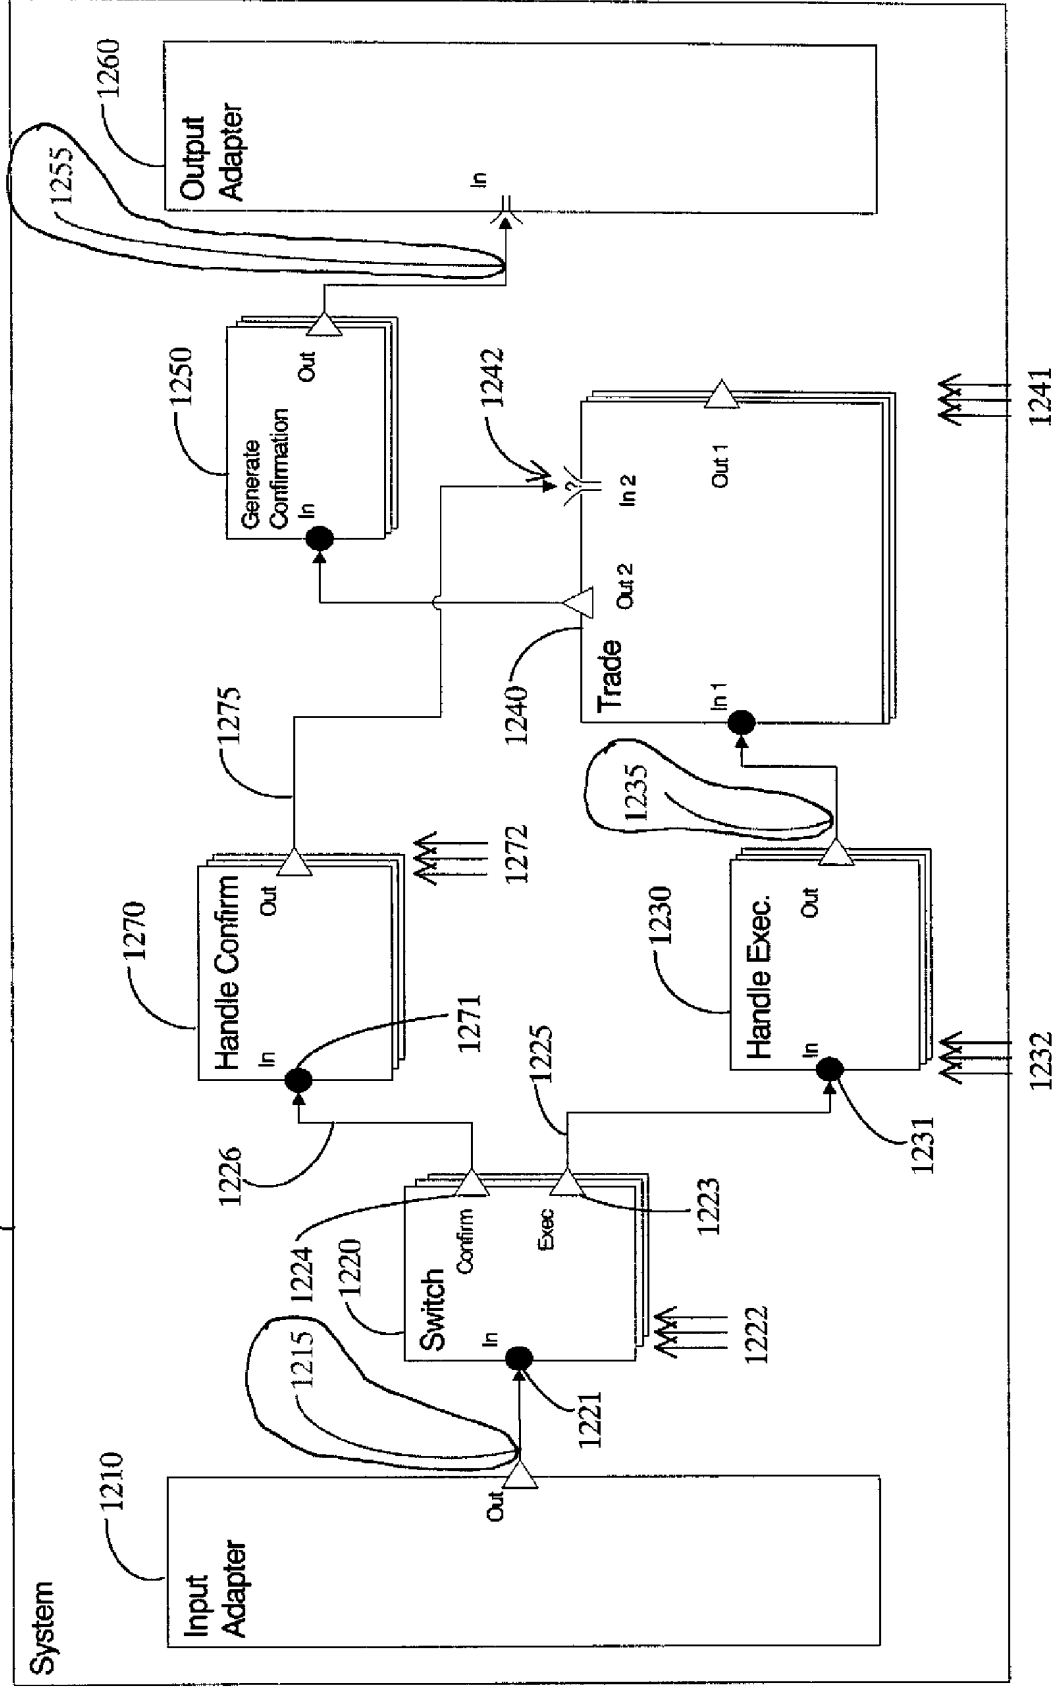 System
1210
Input
Adapter
Out
1215
1221
1220
Switch
In
Confirm
Exec
1222
1223
1224
1225
1226
1270
Handle Confirm
In
Out
1271
1272
1275
1230
Handle Exec.
In
Out
1231
1232
1235
1240
Trade
In 1
Out 2
In 2
Out 1
?
1241
1242
1250
Generate
Confirmation
In
Out
1255
1260
Output
Adapter
In